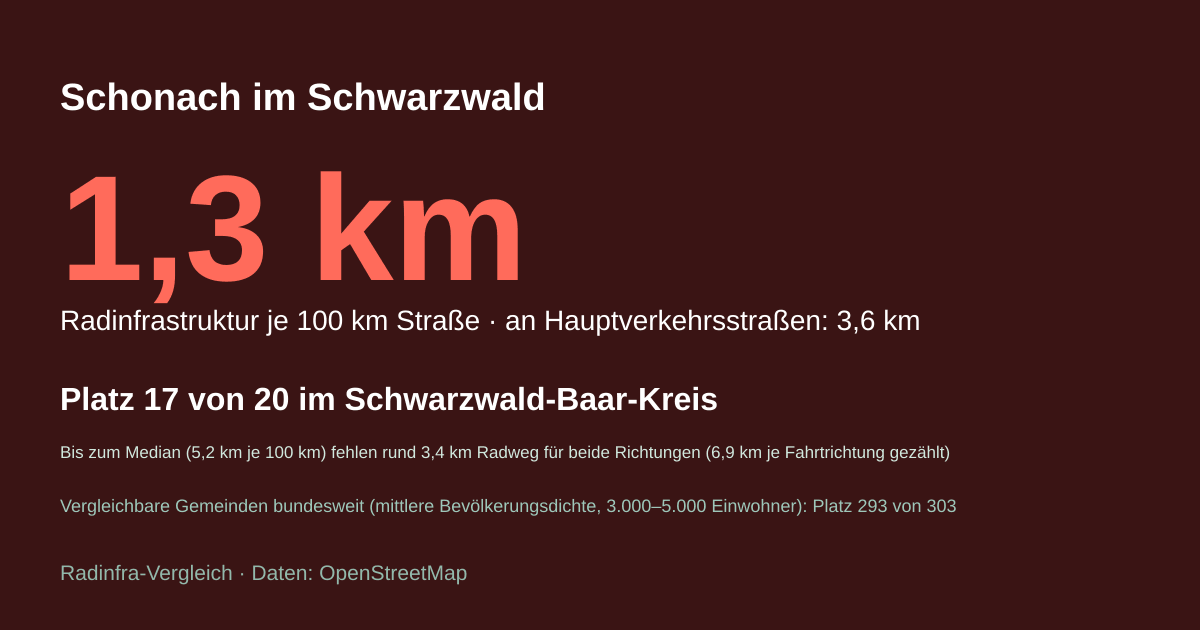 Schonach im Schwarzwald
1,3 km
Radinfrastruktur je 100 km Straße · an Hauptverkehrsstraßen: 3,6 km
Platz 17 von 20 im Schwarzwald-Baar-Kreis
Bis zum Median (5,2 km je 100 km) fehlen rund 3,4 km Radweg für beide Richtungen (6,9 km je Fahrtrichtung gezählt)
Vergleichbare Gemeinden bundesweit (mittlere Bevölkerungsdichte, 3.000–5.000 Einwohner): Platz 293 von 303
Radinfra-Vergleich · Daten: OpenStreetMap